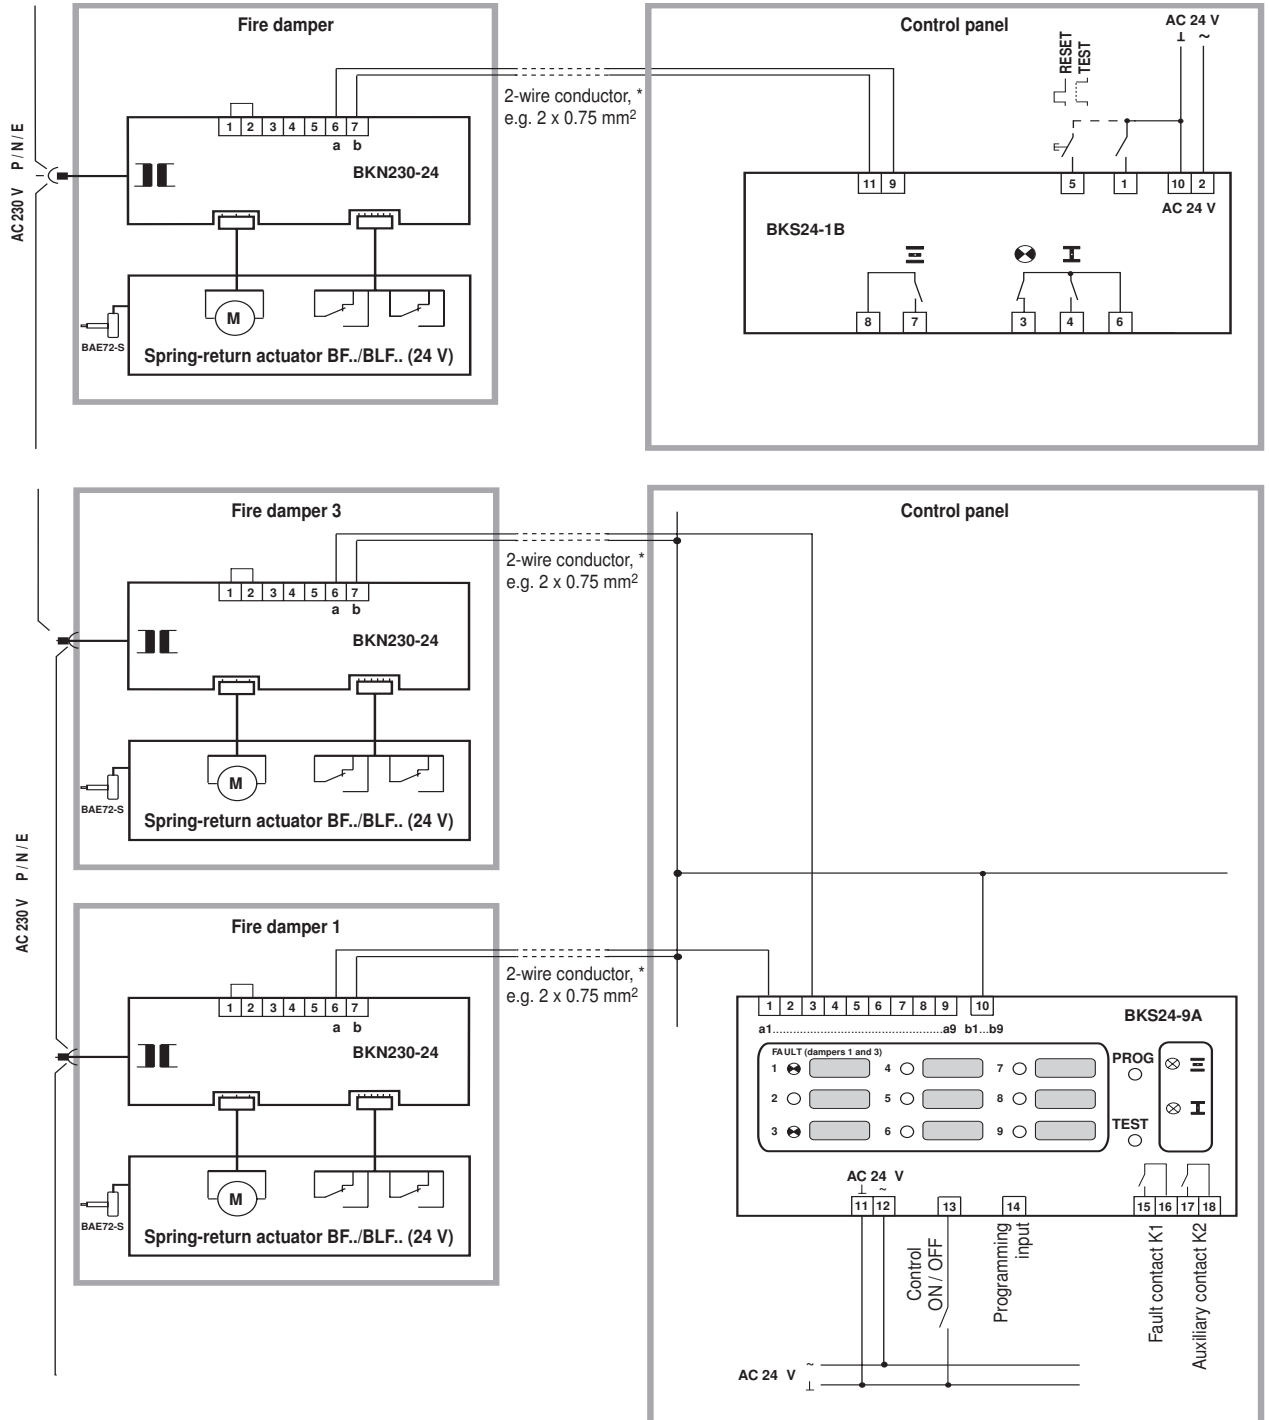 Fire damper
AC 230 V P / N / E
1 2 3 4 5 6 7
a b
BKN230-24
M
BAE72-S
Spring-return actuator BF../BLF.. (24 V)
2-wire conductor, *
e.g. 2 x 0.75 mm²
Control panel
AC 24 V
⊥ ~
RESET
TEST
11 9 5 1 10 2
AC 24 V
BKS24-1B
8 7 3 4 6
Fire damper 3
1 2 3 4 5 6 7
a b
BKN230-24
M
BAE72-S
Spring-return actuator BF../BLF.. (24 V)
2-wire conductor, *
e.g. 2 x 0.75 mm²
AC 230 V P / N / E
Fire damper 1
1 2 3 4 5 6 7
a b
BKN230-24
M
BAE72-S
Spring-return actuator BF../BLF.. (24 V)
2-wire conductor, *
e.g. 2 x 0.75 mm²
Control panel
1 2 3 4 5 6 7 8 9 10
a1..................................................a9 b1...b9
BKS24-9A
FAULT (dampers 1 and 3)
1 4 7
2 5 8
3 6 9
PROG
TEST
AC 24 V
⊥ ~
11 12 13 14 15 16 17 18
Control
ON / OFF
Programming
input
Fault contact K1
Auxiliary contact K2
AC 24 V ~
⊥